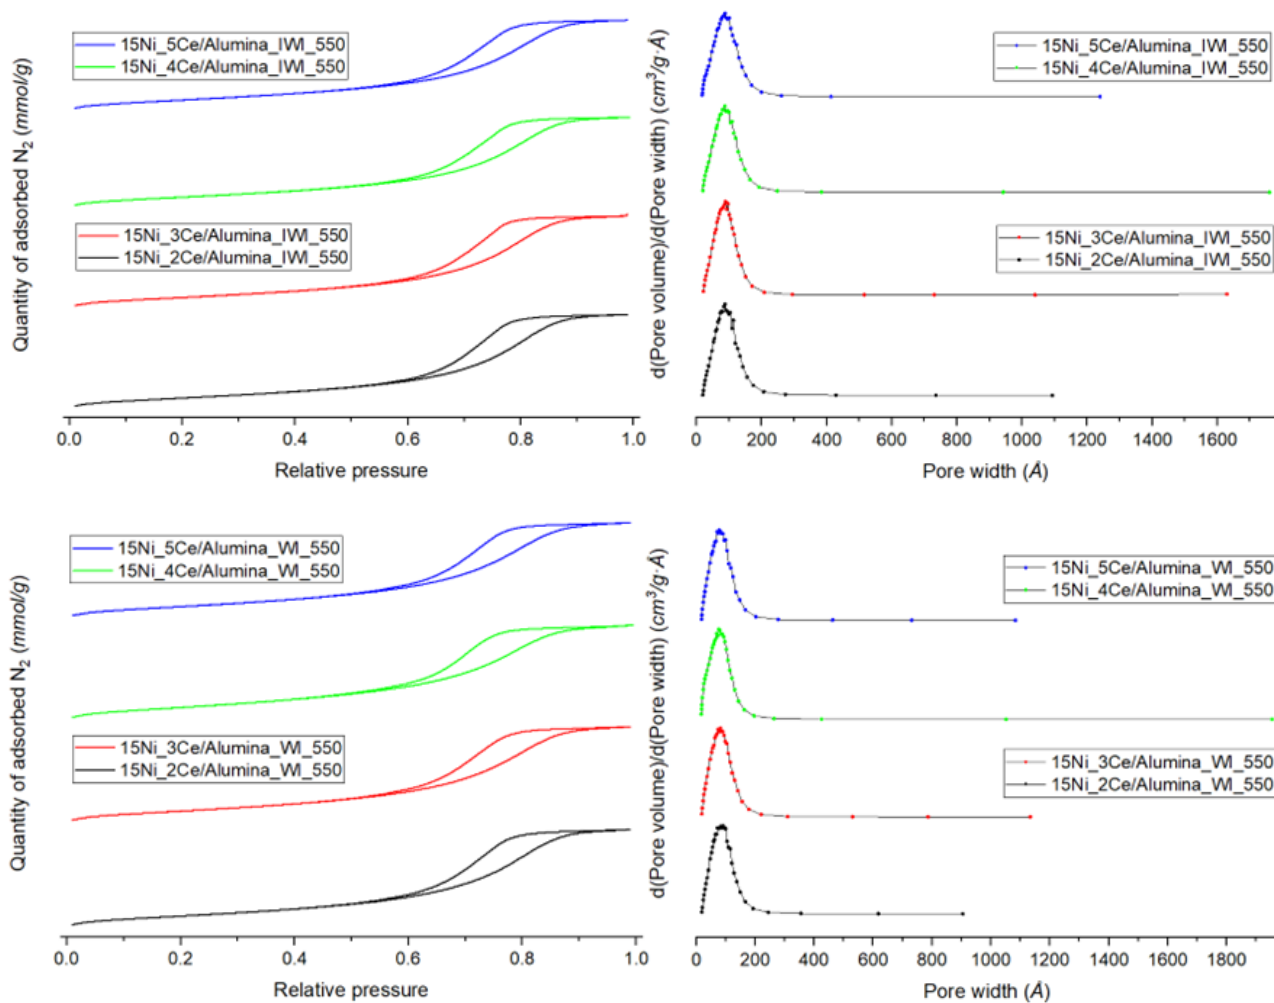 Quantity of adsorbed N₂ (mmol/g)
15Ni_5Ce/Alumina_IWI_550
15Ni_4Ce/Alumina_IWI_550
15Ni_3Ce/Alumina_IWI_550
15Ni_2Ce/Alumina_IWI_550
0.0 0.2 0.4 0.6 0.8 1.0
Relative pressure
d(Pore volume)/d(Pore width) (cm³/g·Å)
15Ni_5Ce/Alumina_IWI_550
15Ni_4Ce/Alumina_IWI_550
15Ni_3Ce/Alumina_IWI_550
15Ni_2Ce/Alumina_IWI_550
0 200 400 600 800 1000 1200 1400 1600
Pore width (Å)
Quantity of adsorbed N₂ (mmol/g)
15Ni_5Ce/Alumina_WI_550
15Ni_4Ce/Alumina_WI_550
15Ni_3Ce/Alumina_WI_550
15Ni_2Ce/Alumina_WI_550
0.0 0.2 0.4 0.6 0.8 1.0
Relative pressure
d(Pore volume)/d(Pore width) (cm³/g·Å)
15Ni_5Ce/Alumina_WI_550
15Ni_4Ce/Alumina_WI_550
15Ni_3Ce/Alumina_WI_550
15Ni_2Ce/Alumina_WI_550
0 200 400 600 800 1000 1200 1400 1600 1800
Pore width (Å)